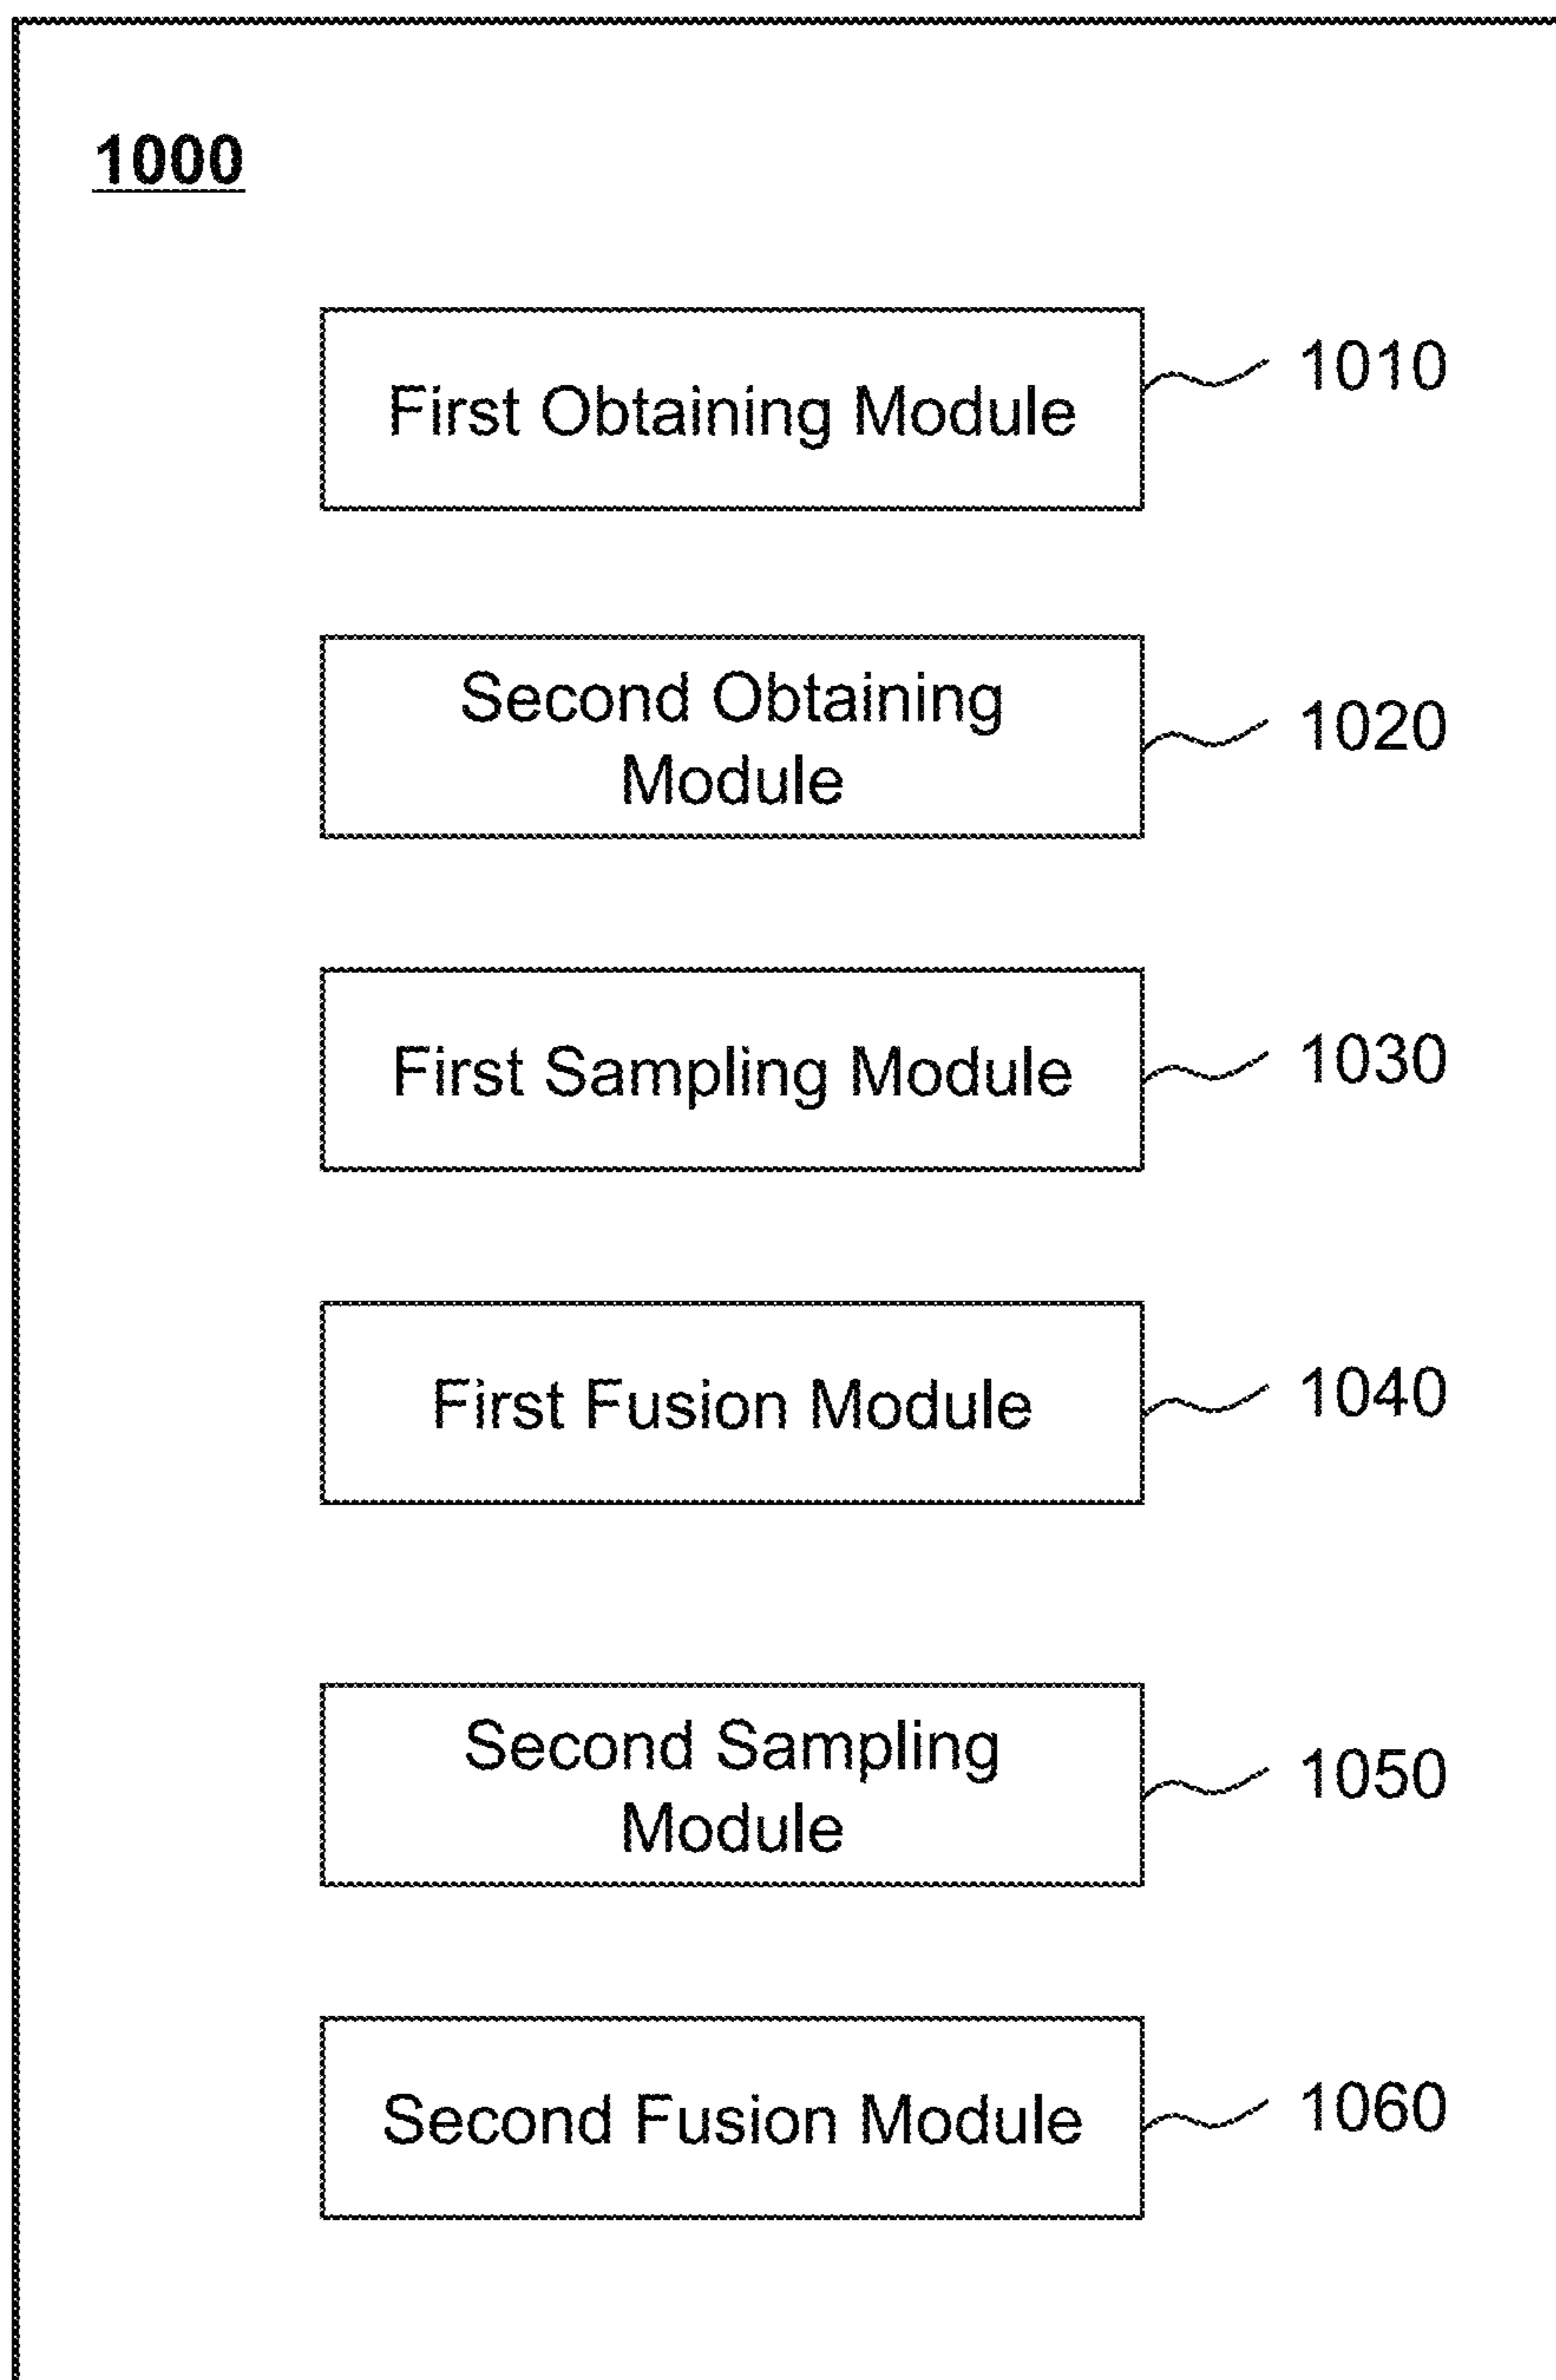 1000
First Obtaining Module
1010
Second Obtaining
Module
1020
First Sampling Module
1030
First Fusion Module
1040
Second Sampling
Module
1050
Second Fusion Module
1060